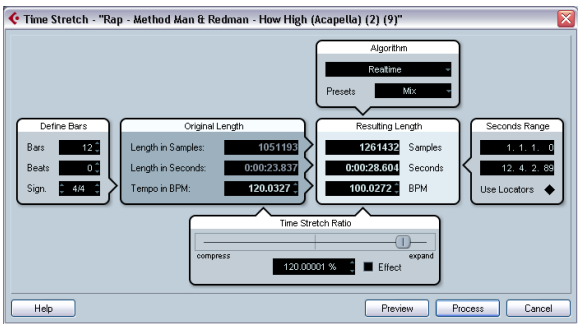 Time Stretch - "Rap - Method Man & Redman - How High (Acapella) (2) (9)"
Algorithm
Realtime
Presets Mix
Define Bars
Bars 12
Beats 0
Sign. 4/4
Original Length
Length in Samples: 1051193
Length in Seconds: 0:00:23.837
Tempo in BPM: 120.0327
Resulting Length
1261432 Samples
0:00:28.604 Seconds
100.0272 BPM
Seconds Range
1. 1. 1. 0
12. 4. 2. 89
Use Locators
Time Stretch Ratio
compress expand
120.00001 % Effect
Help Preview Process Cancel